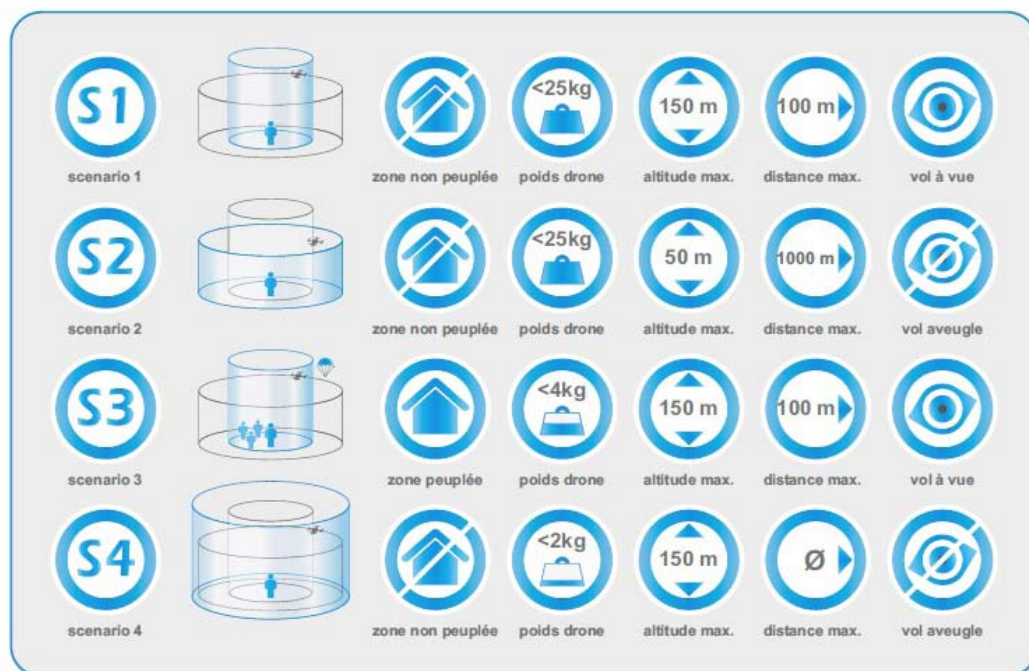 S1
<25kg
150 m
100 m
scenario 1
zone non peuplée
poids drone
altitude max.
distance max.
vol à vue
S2
<25kg
50 m
1000 m
scenario 2
zone non peuplée
poids drone
altitude max.
distance max.
vol aveugle
S3
<4kg
150 m
100 m
scenario 3
zone peuplée
poids drone
altitude max.
distance max.
vol à vue
S4
<2kg
150 m
Ø
scenario 4
zone non peuplée
poids drone
altitude max.
distance max.
vol aveugle